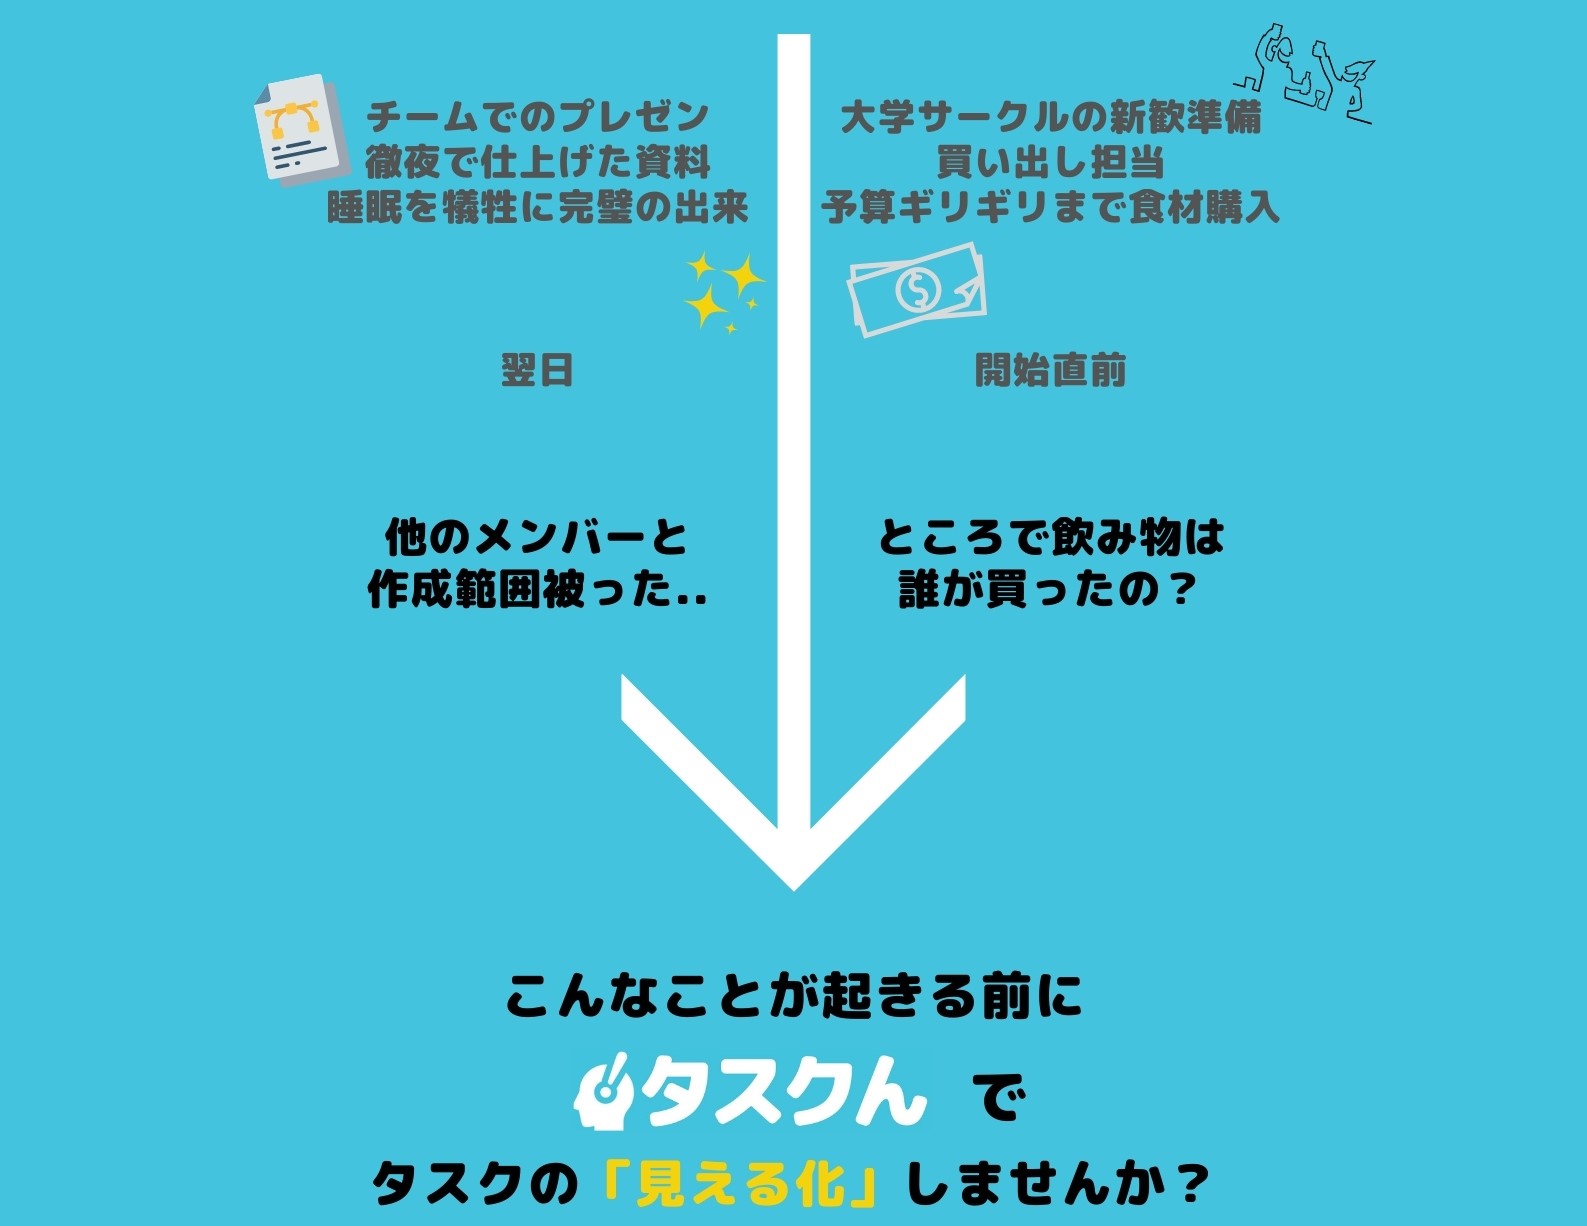 チームでのプレゼン
徹夜で仕上げた資料
睡眠を犠牲に完璧の出来
翌日
他のメンバーと
作成範囲被った..
大学サークルの新歓準備
買い出し担当
予算ギリギリまで食材購入
開始直前
ところで飲み物は
誰が買ったの？
こんなことが起きる前に
タスクん で
タスクの「見える化」しませんか？